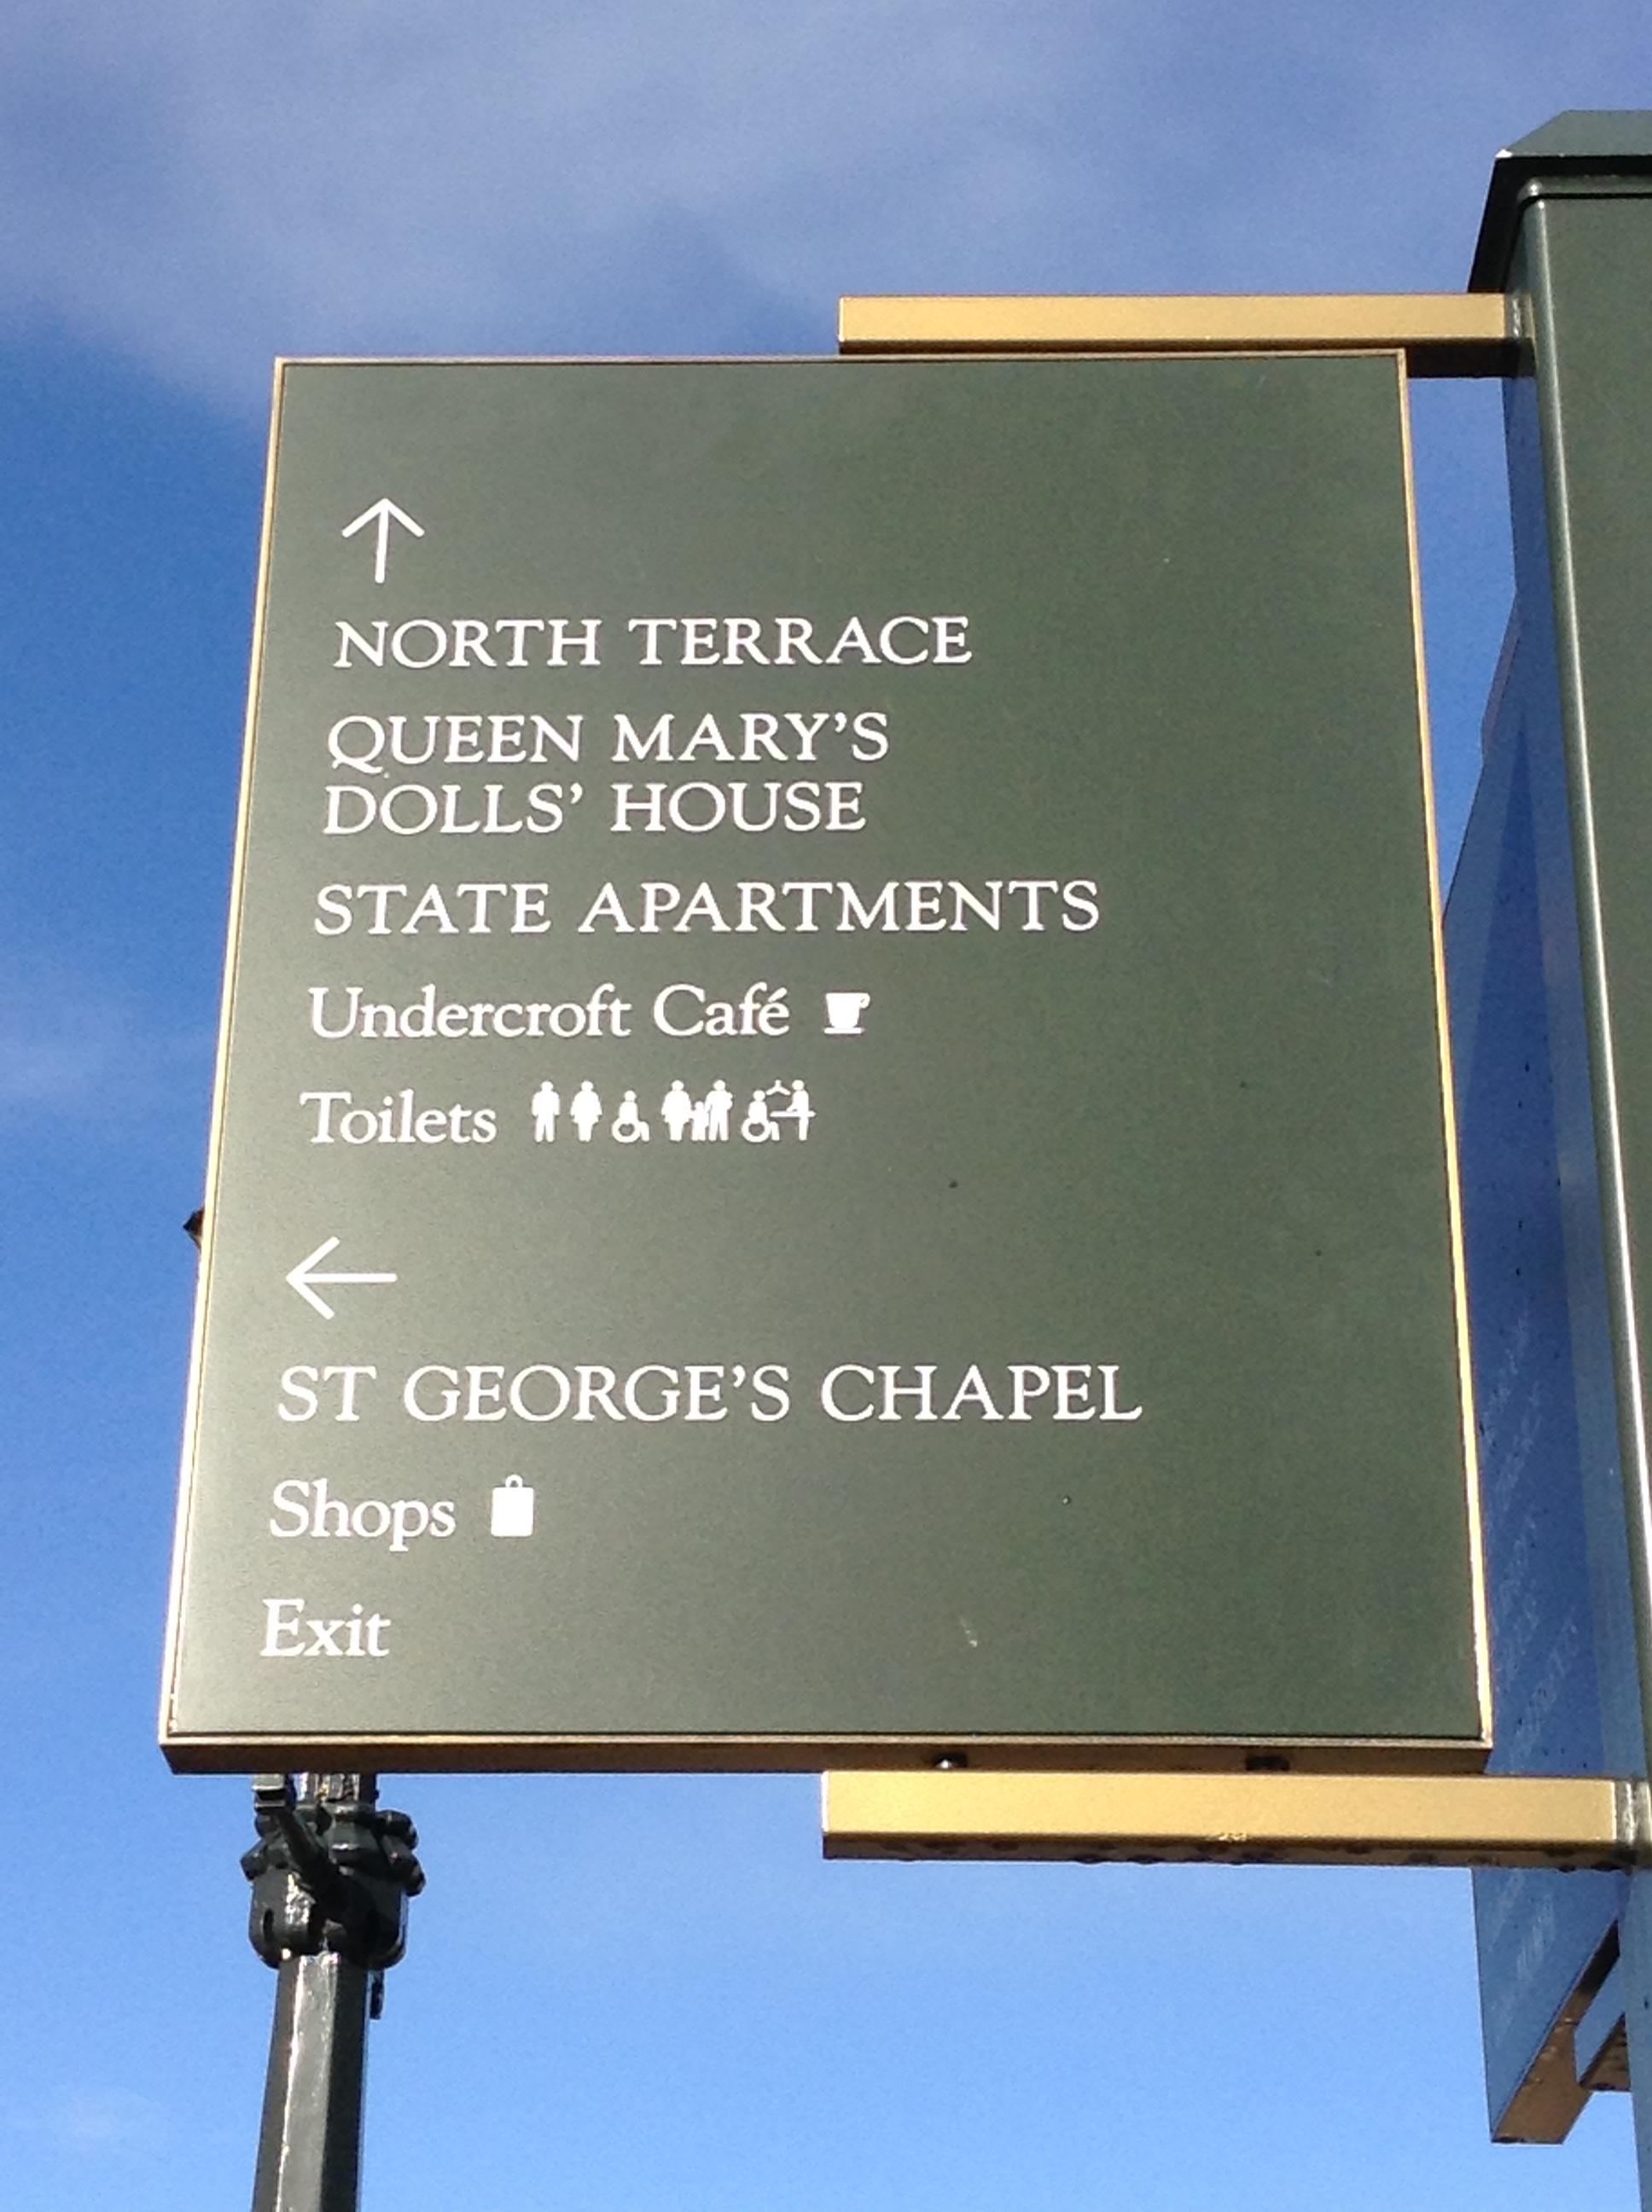 NORTH TERRACE
QUEEN MARY’S
DOLLS’ HOUSE
STATE APARTMENTS
Undercroft Café
Toilets
ST GEORGE’S CHAPEL
Shops
Exit